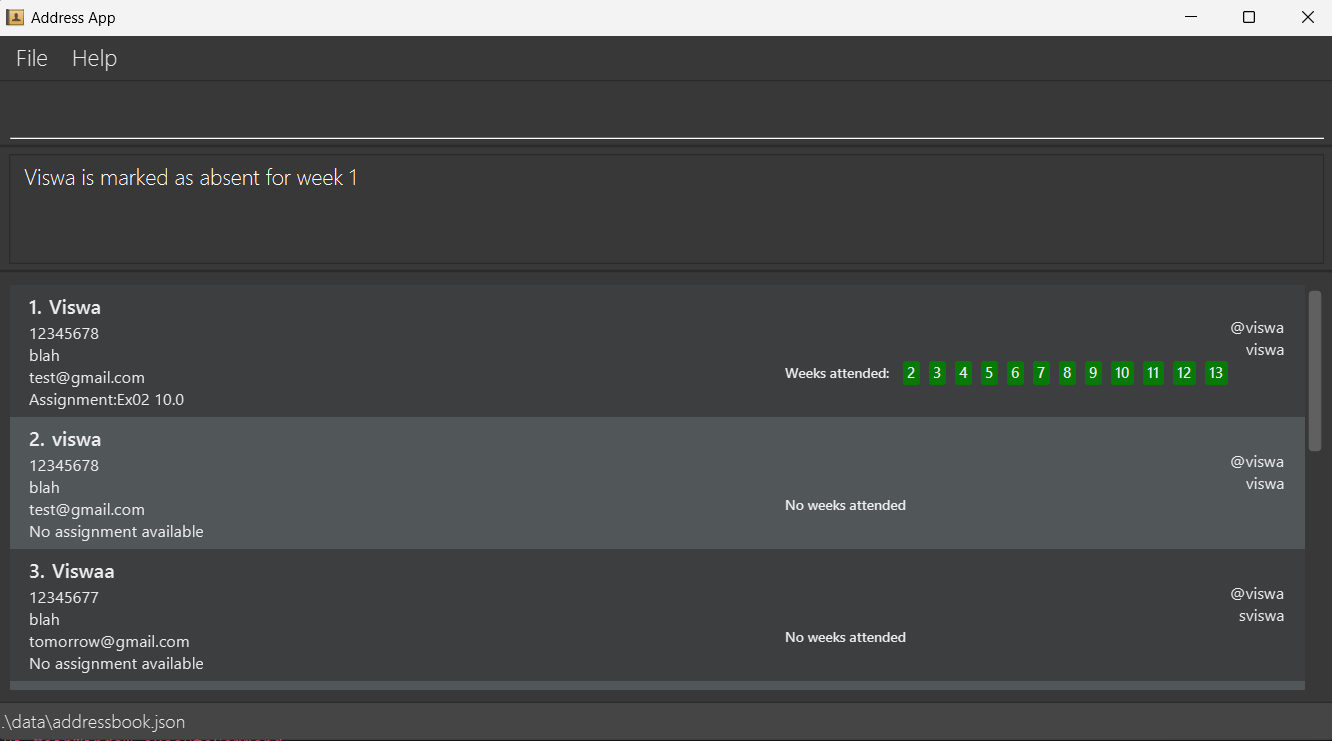 Address App
File Help
Viswa is marked as absent for week 1
1. Viswa
12345678
@viswa
blah
viswa
test@gmail.com
Weeks attended: 2 3 4 5 6 7 8 9 10 11 12 13
Assignment:Ex02 10.0
2. viswa
12345678
@viswa
blah
viswa
test@gmail.com
No weeks attended
No assignment available
3. Viswaa
12345677
@viswa
blah
sviswa
tomorrow@gmail.com
No weeks attended
No assignment available
.\data\addressbook.json